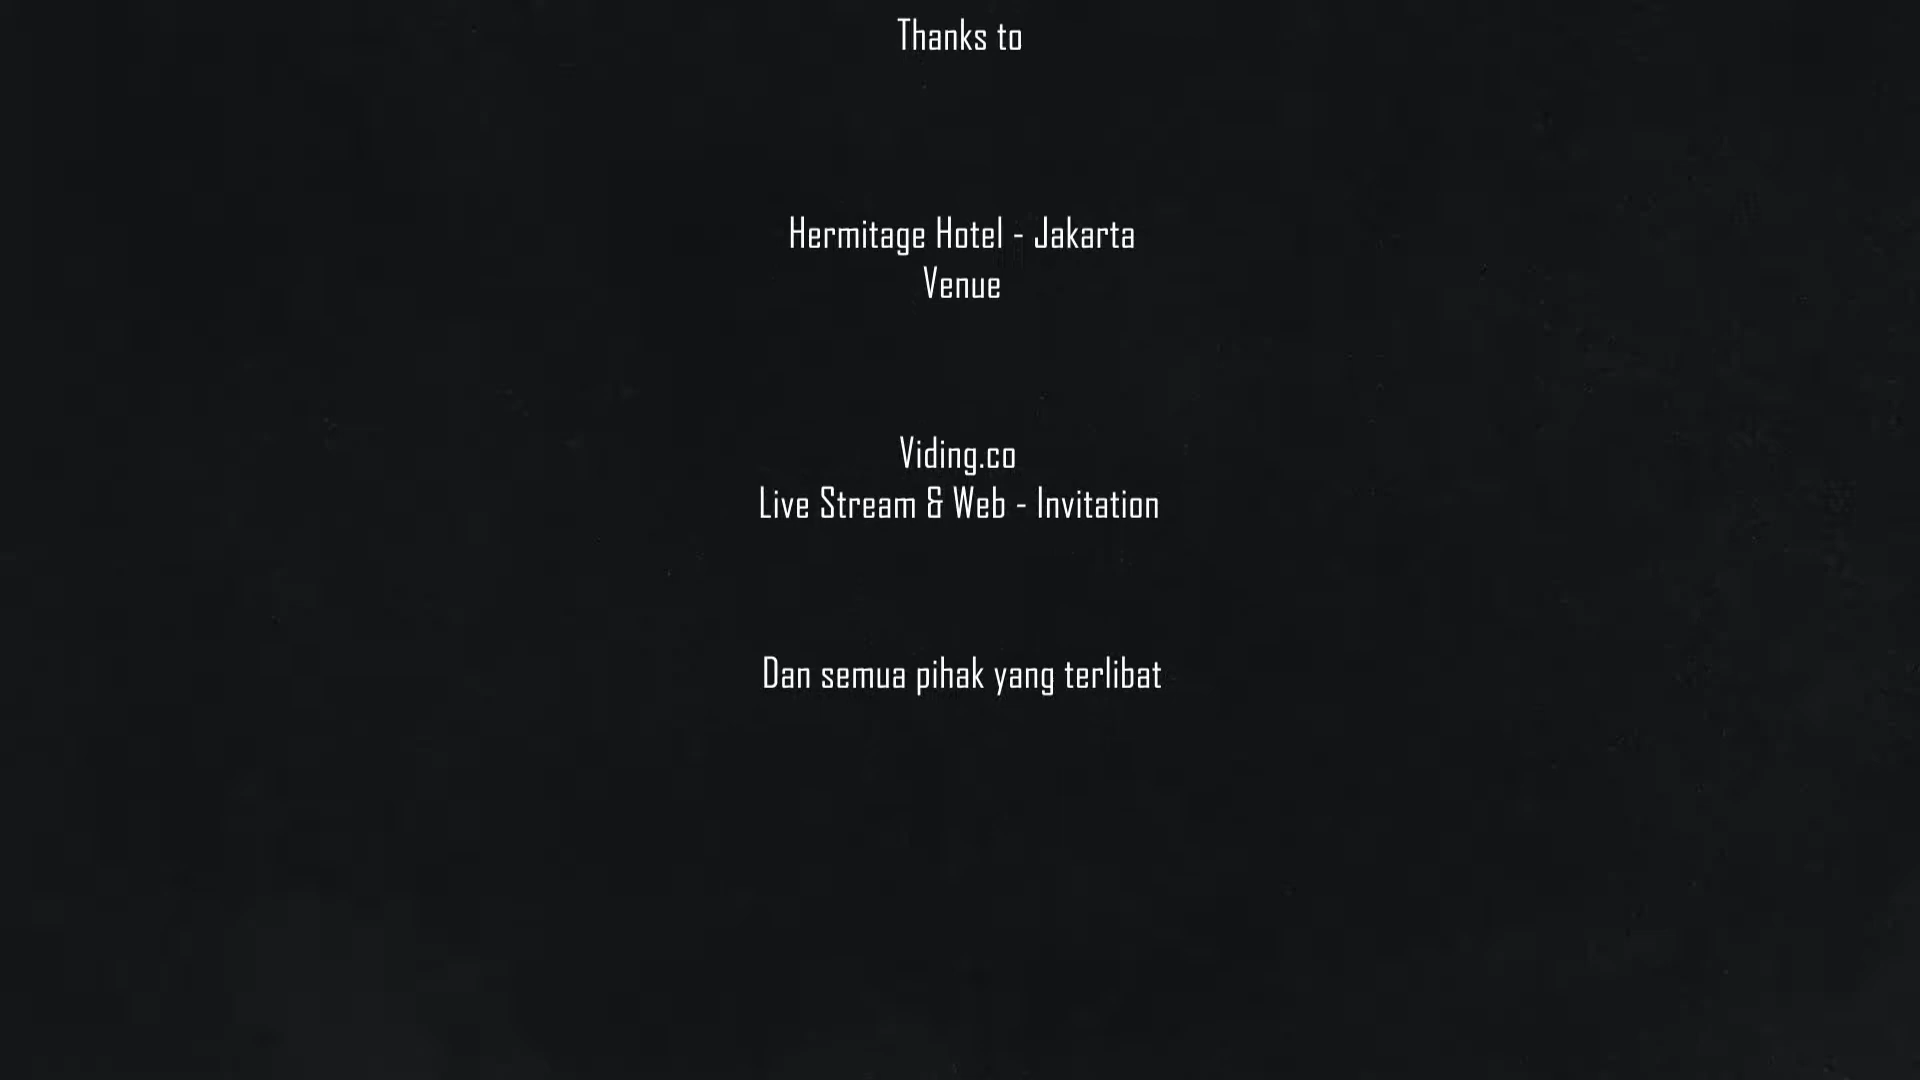 Thanks to
Hermitage Hotel - Jakarta
Venue
Viding.co
Live Stream & Web - Invitation
Dan semua pihak yang terlibat